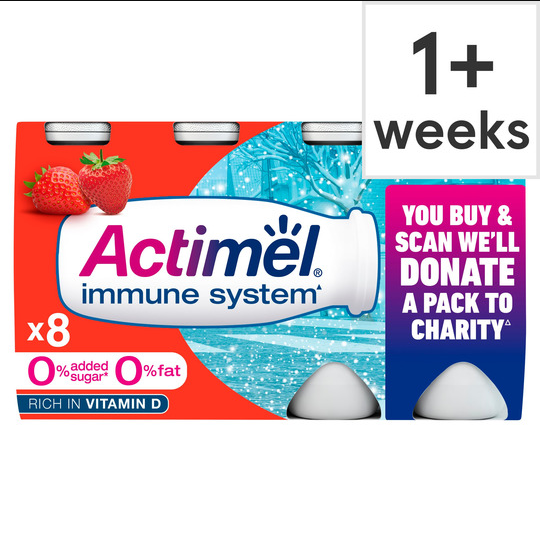 1+
weeks
YOU BUY &
SCAN WE'LL
DONATE
A PACK TO
CHARITY△
Actimel®
immune system▲
x8
0% added sugar* 0% fat
RICH IN VITAMIN D